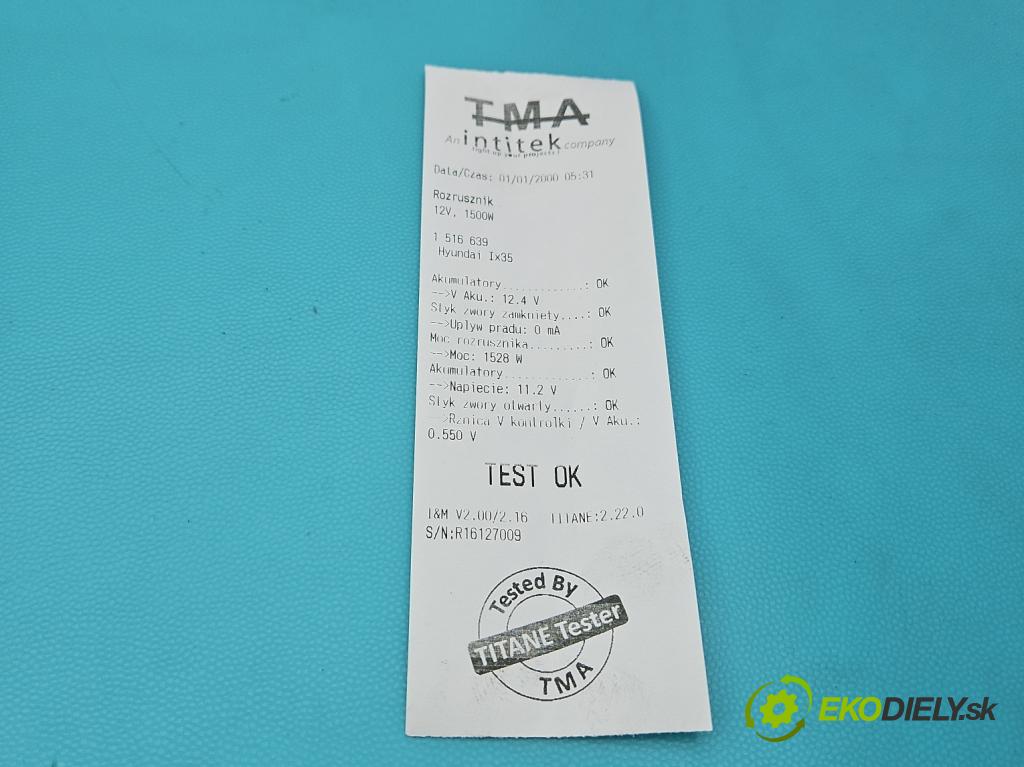 TMA
An intitek company
light up your projects !
Data/Czas: 01/01/2000 05:31
Rozrusznik
12V, 1500W
1 516 639
Hyundai Ix35
Akumulatory............: OK
-->V Aku.: 12.4 V
Styk zwory zamkniety....: OK
-->Uplyw pradu: 0 mA
Moc rozrusznika.........: OK
-->Moc: 1528 W
Akumulatory............: OK
-->Napiecie: 11.2 V
Styk zwory otwarty......: OK
-->Rznica V kontrolki / V Aku.:
0.550 V
TEST OK
I&M V2.00/2.16 TITANE:2.22.0
S/N:R16127009
Tested By
TITANE Tester
TMA
EKODIELY.sk